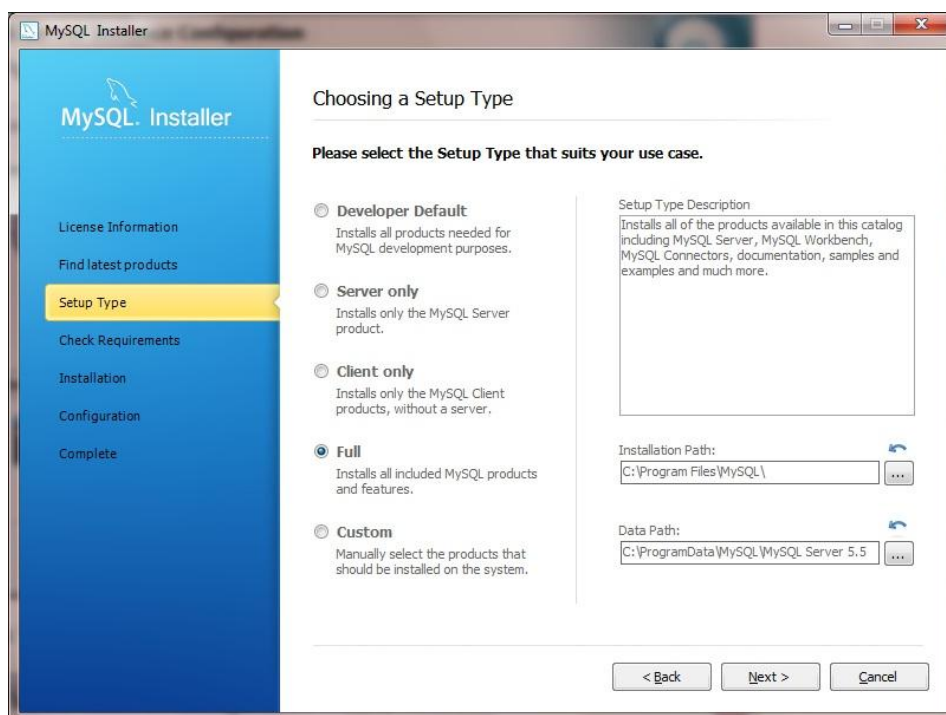 MySQL Installer
MySQL. Installer
License Information
Find latest products
Setup Type
Check Requirements
Installation
Configuration
Complete
Choosing a Setup Type
Please select the Setup Type that suits your use case.
Developer Default
Installs all products needed for
MySQL development purposes.
Server only
Installs only the MySQL Server
product.
Client only
Installs only the MySQL Client
products, without a server.
Full
Installs all included MySQL products
and features.
Custom
Manually select the products that
should be installed on the system.
Setup Type Description
Installs all of the products available in this catalog
including MySQL Server, MySQL Workbench,
MySQL Connectors, documentation, samples and
examples and much more.
Installation Path:
C:\Program Files\MySQL\
...
Data Path:
C:\ProgramData\MySQL\MySQL Server 5.5
...
< Back
Next >
Cancel